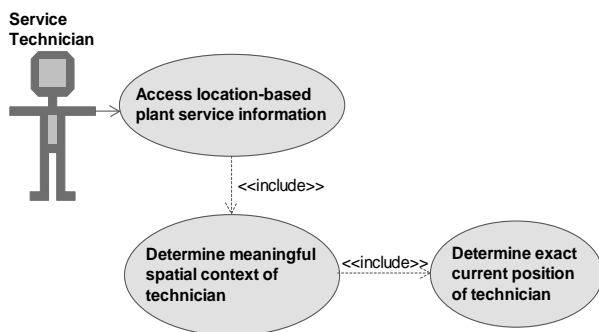 Service
Technician
Access location-based
plant service information
<<include>>
Determine meaningful
spatial context of
technician
<<include>>
Determine exact
current position
of technician